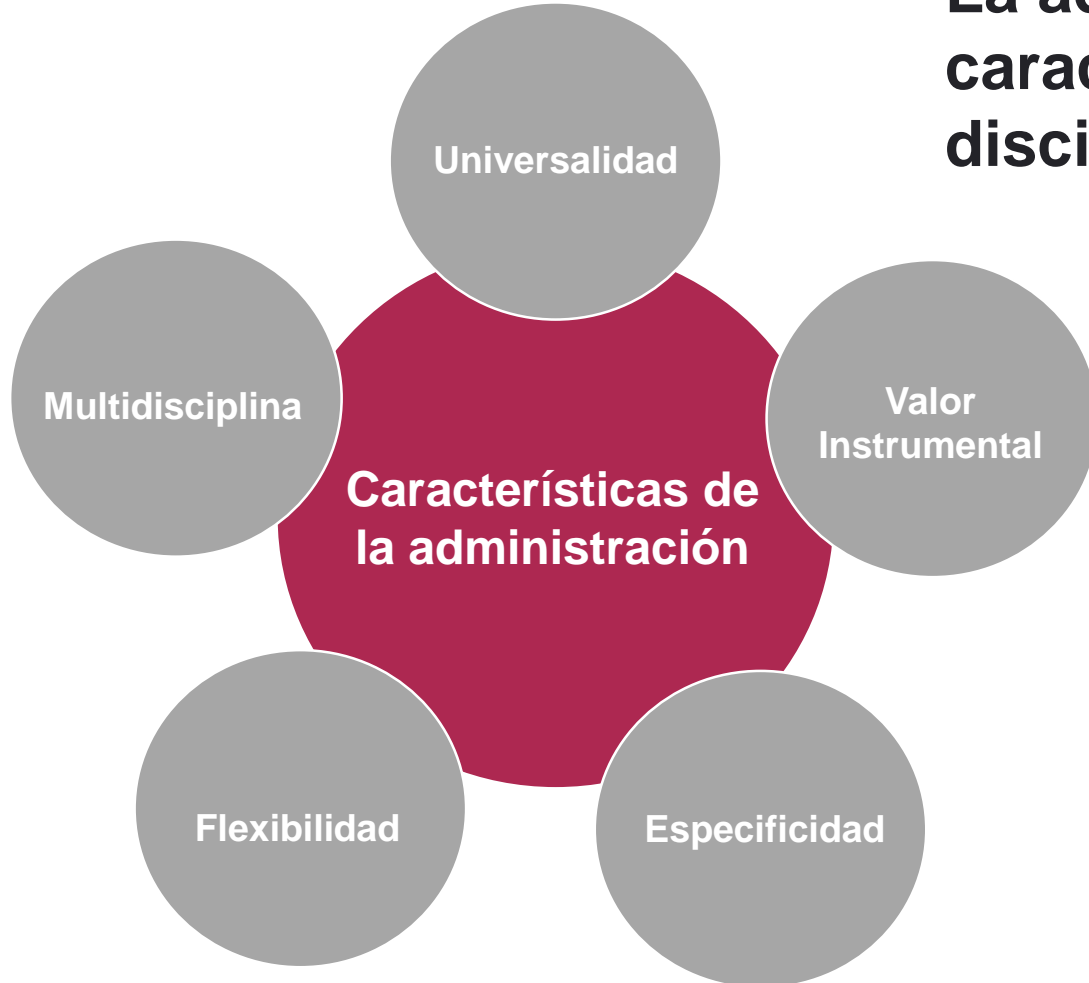 Universalidad
Multidisciplina
Valor
Instrumental
Características de
la administración
Flexibilidad
Especificidad